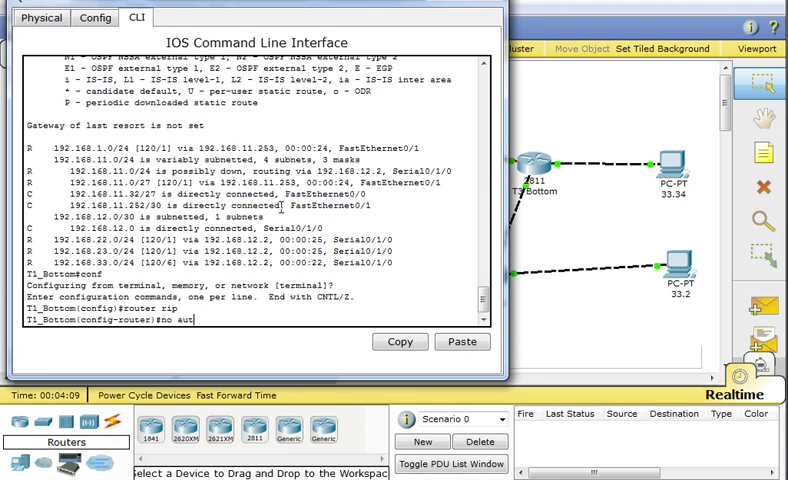 Physical Config CLI
IOS Command Line Interface
E1 - OSPF external type 1, E2 - OSPF external type 2, E - EGP
i - IS-IS, L1 - IS-IS level-1, L2 - IS-IS level-2, ia - IS-IS inter area
* - candidate default, U - per-user static route, o - ODR
P - periodic downloaded static route
Gateway of last resort is not set
R 192.168.1.0/24 [120/1] via 192.168.11.253, 00:00:24, FastEthernet0/1
192.168.11.0/24 is variably subnetted, 4 subnets, 3 masks
R 192.168.11.0/24 is possibly down, routing via 192.168.12.2, Serial0/1/0
R 192.168.11.0/27 [120/1] via 192.168.11.253, 00:00:24, FastEthernet0/1
C 192.168.11.32/27 is directly connected, FastEthernet0/0
C 192.168.11.252/30 is directly connected, FastEthernet0/1
192.168.12.0/30 is subnetted, 1 subnets
C 192.168.12.0 is directly connected, Serial0/1/0
R 192.168.22.0/24 [120/1] via 192.168.12.2, 00:00:25, Serial0/1/0
R 192.168.23.0/24 [120/1] via 192.168.12.2, 00:00:25, Serial0/1/0
R 192.168.33.0/24 [120/6] via 192.168.12.2, 00:00:22, Serial0/1/0
T1_Bottom#conf
Configuring from terminal, memory, or network [terminal]?
Enter configuration commands, one per line. End with CNTL/Z.
T1_Bottom(config)#router rip
T1_Bottom(config-router)#no aut
Copy Paste
luster Move Object Set Tiled Background Viewport
2811
T3 Bottom
PC-PT
33.34
PC-PT
33.2
Time: 00:04:09 Power Cycle Devices Fast Forward Time
Realtime
Routers
1841 2620XM 2621XM 2811 Generic Generic
Select a Device to Drag and Drop to the Workspac
Scenario 0
New Delete
Toggle PDU List Window
Fire Last Status Source Destination Type Color